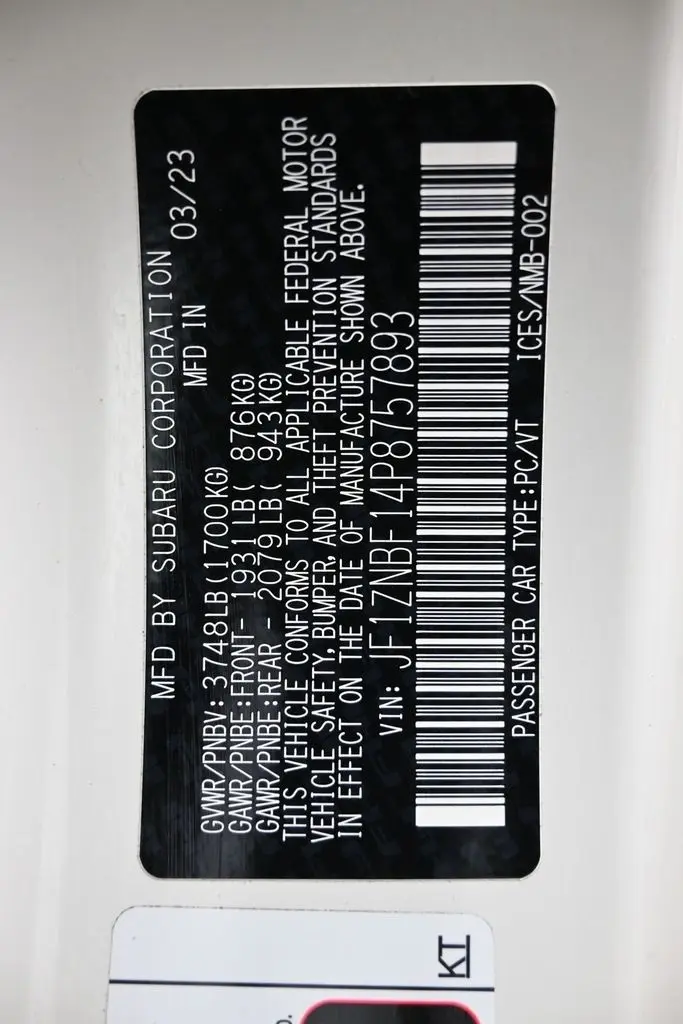 MFD BY SUBARU CORPORATION
MFD IN 03/23
GVWR/PNBV: 3748LB(1700KG)
GAWR/PNBE:FRONT- 1931LB( 876KG)
GAWR/PNBE:REAR - 2079LB( 943KG)
THIS VEHICLE CONFORMS TO ALL APPLICABLE FEDERAL MOTOR
VEHICLE SAFETY, BUMPER, AND THEFT PREVENTION STANDARDS
IN EFFECT ON THE DATE OF MANUFACTURE SHOWN ABOVE.
VIN: JF1ZNBF14P8757893
PASSENGER CAR TYPE:PC/VT ICES/NMB-002
KT